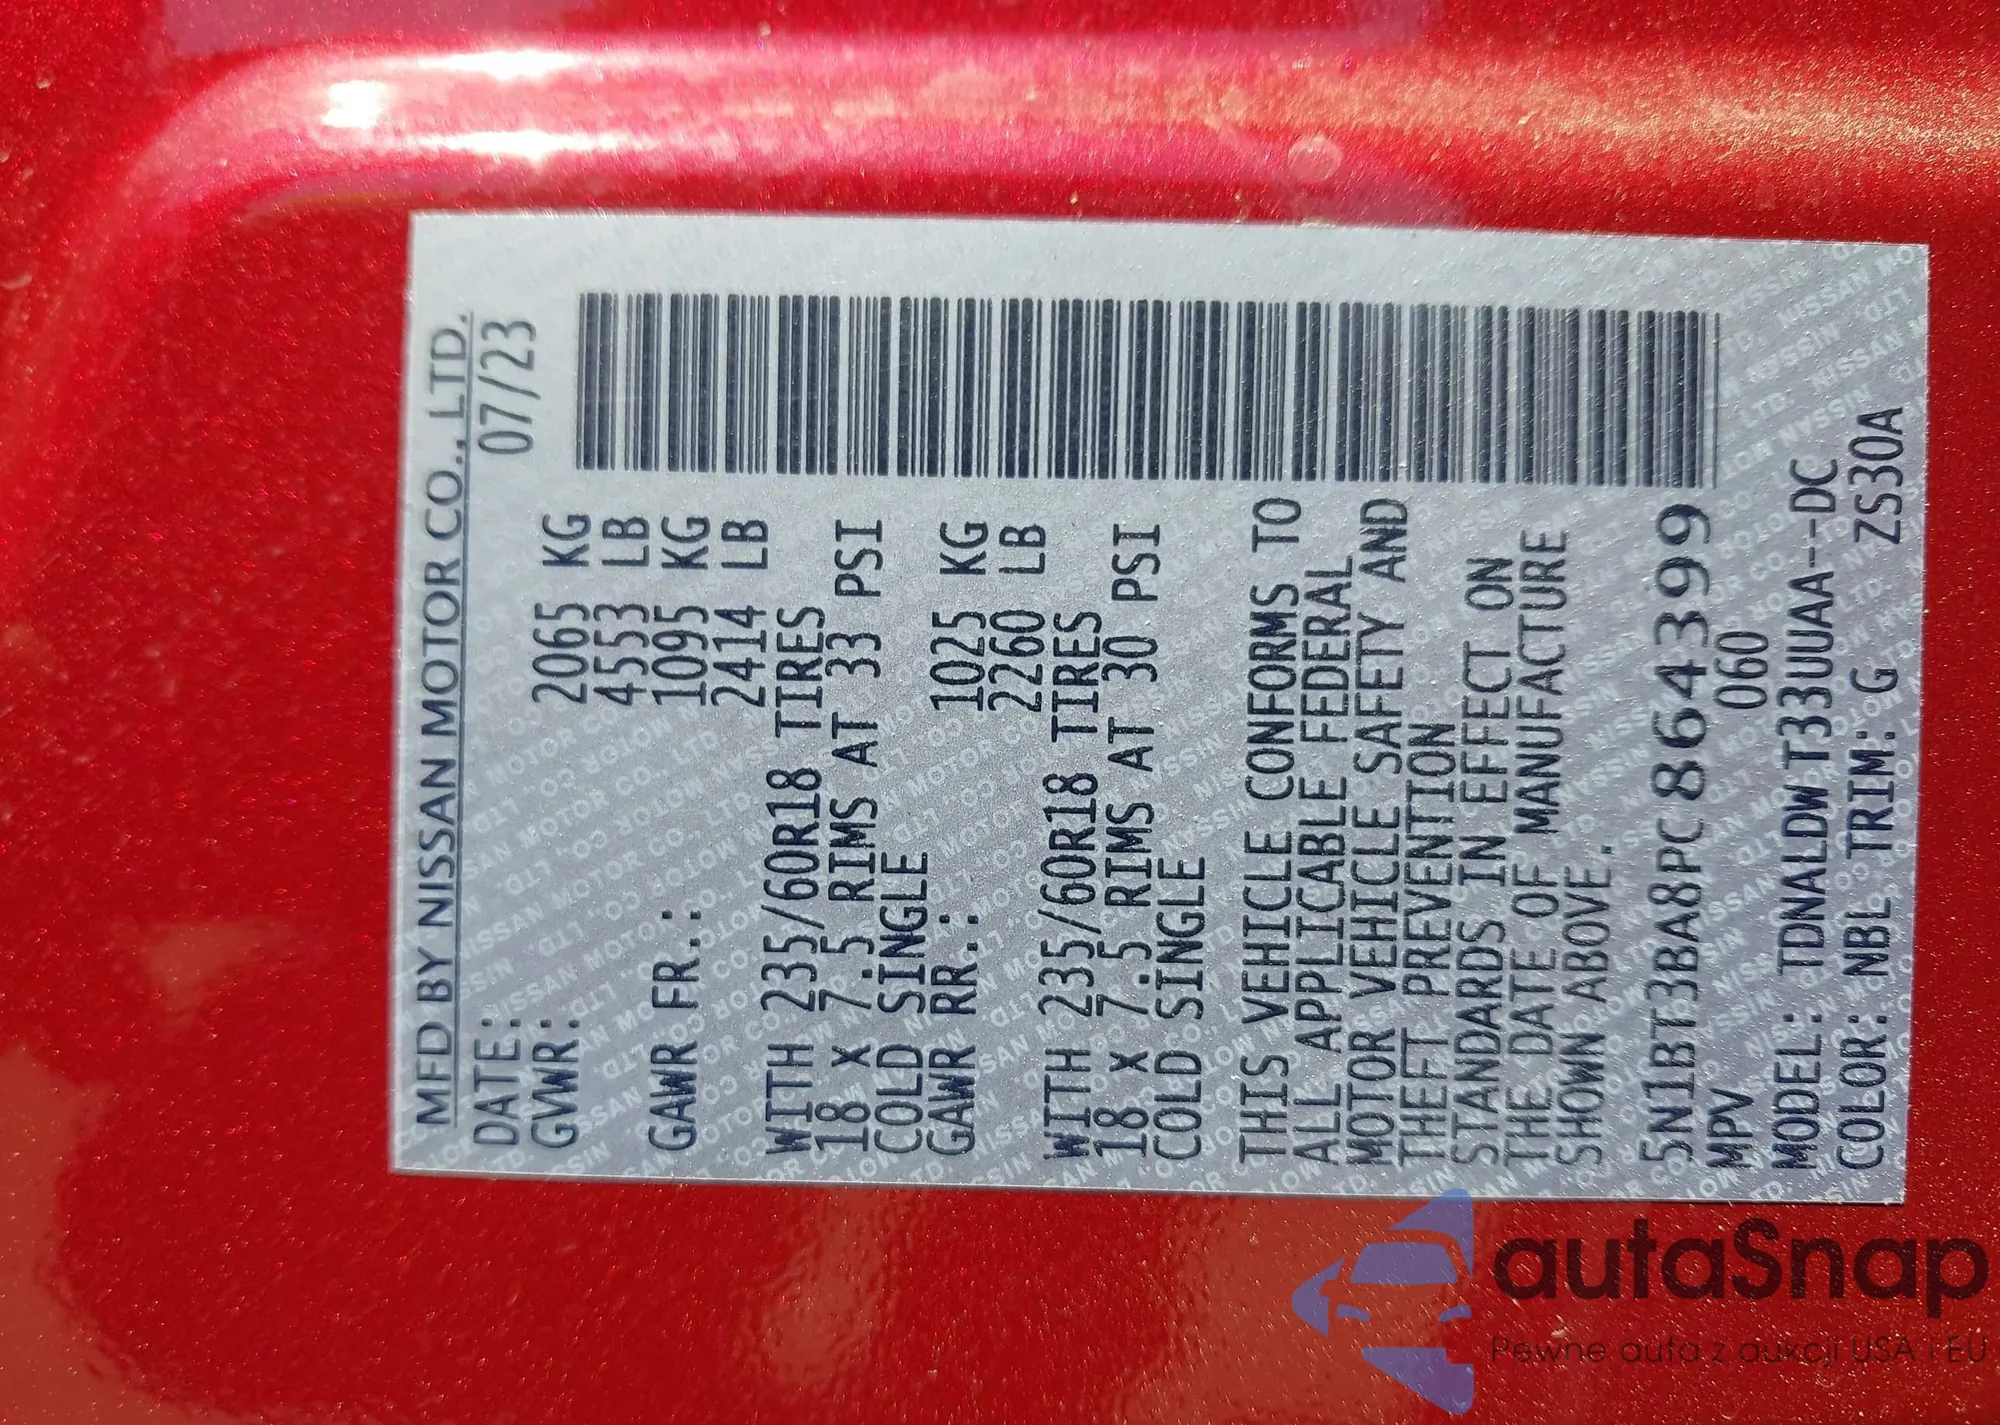 MFD BY NISSAN MOTOR CO., LTD.
DATE: 07/23
GVWR: 2065 KG
4553 LB
GAWR FR.: 1095 KG
2414 LB
WITH 235/60R18 TIRES
18 x 7.5 RIMS AT 33 PSI
COLD SINGLE
GAWR RR.: 1025 KG
2260 LB
WITH 235/60R18 TIRES
18 x 7.5 RIMS AT 30 PSI
COLD SINGLE
THIS VEHICLE CONFORMS TO
ALL APPLICABLE FEDERAL
MOTOR VEHICLE SAFETY AND
THEFT PREVENTION
STANDARDS IN EFFECT ON
THE DATE OF MANUFACTURE
SHOWN ABOVE.
5N1BT3BA8PC864399
MPV 060
MODEL: TDNALDW T33UUAA--DC
COLOR: NBL TRIM: G ZS30A
autaSnap
Pewne auta z aukcji USA i EU